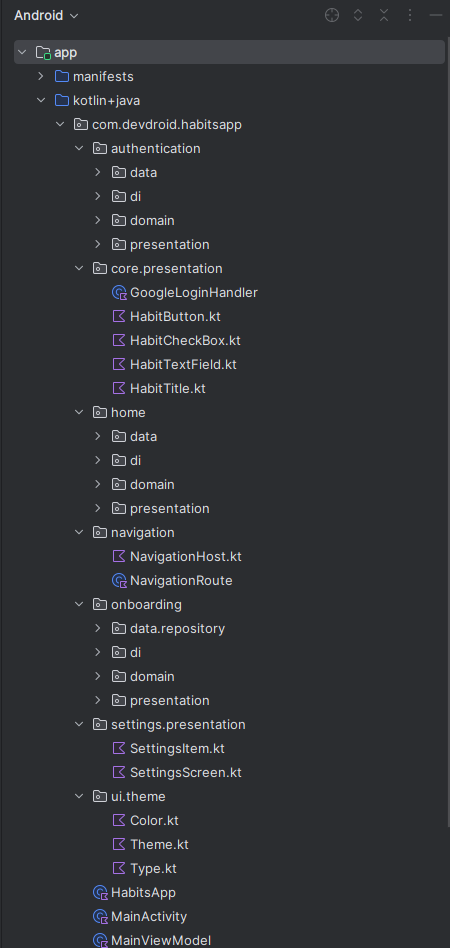 Android
app
manifests
kotlin+java
com.devdroid.habitsapp
authentication
data
di
domain
presentation
core.presentation
GoogleLoginHandler
HabitButton.kt
HabitCheckBox.kt
HabitTextField.kt
HabitTitle.kt
home
data
di
domain
presentation
navigation
NavigationHost.kt
NavigationRoute
onboarding
data.repository
di
domain
presentation
settings.presentation
SettingsItem.kt
SettingsScreen.kt
ui.theme
Color.kt
Theme.kt
Type.kt
HabitsApp
MainActivity
MainViewModel